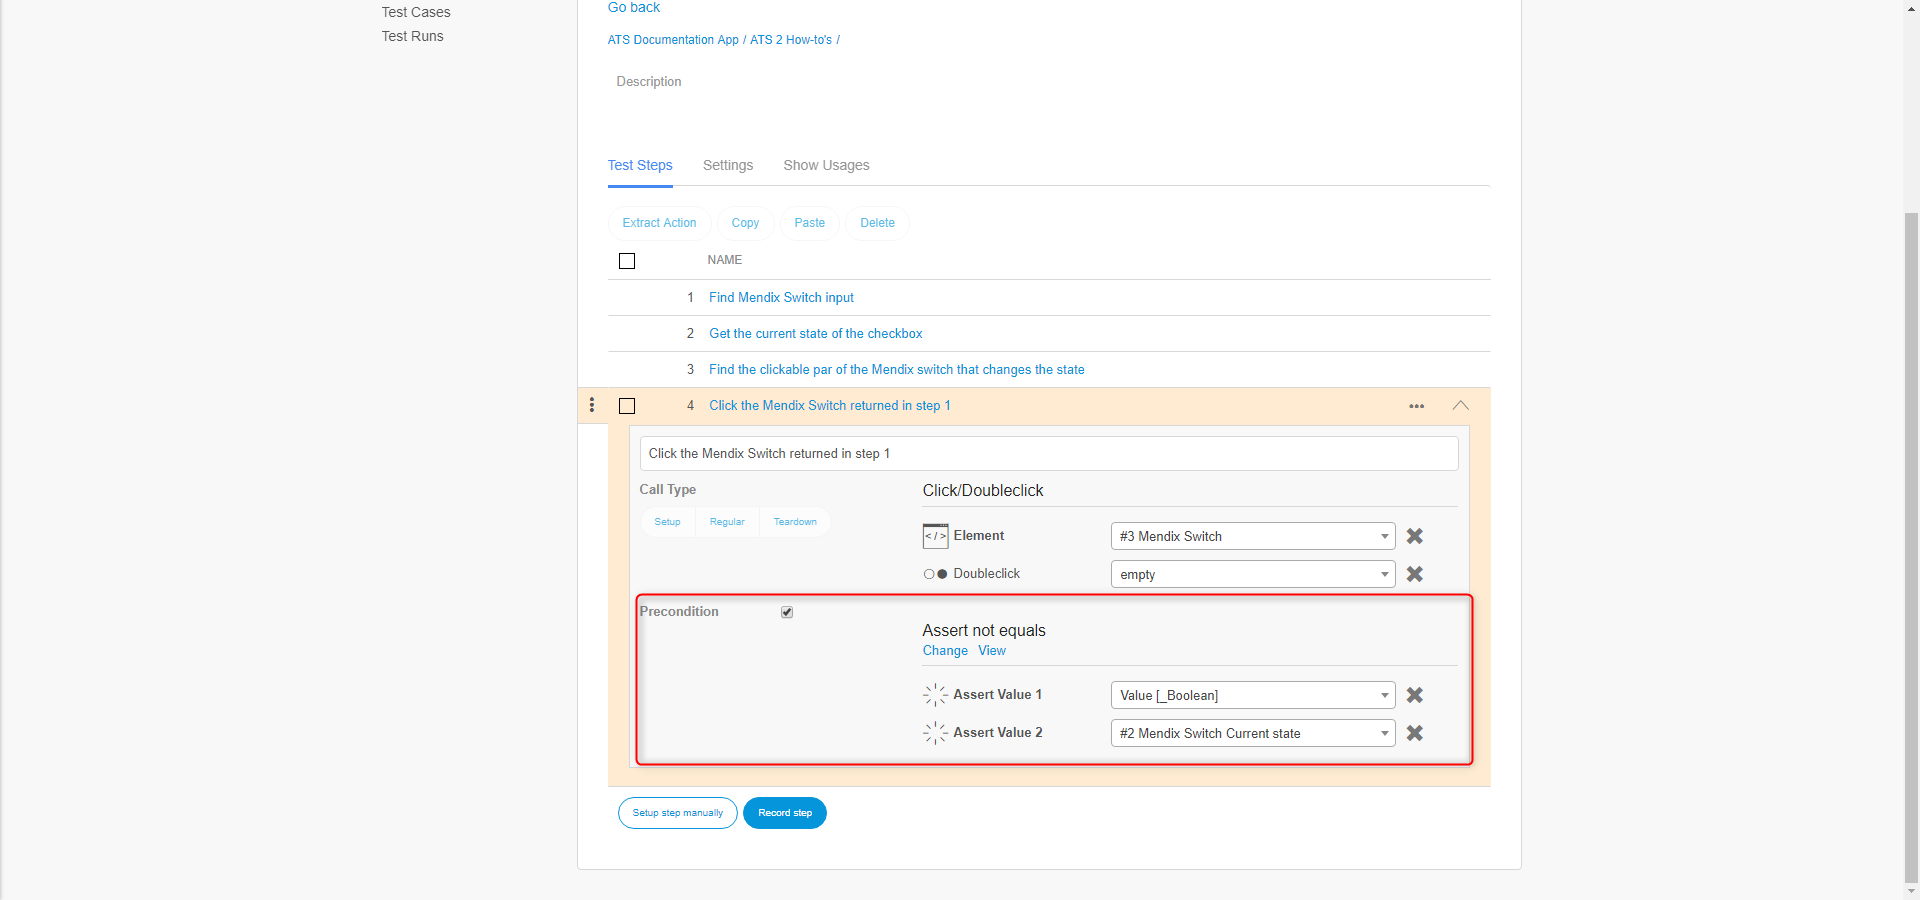 Test Cases
Test Runs
Go back
ATS Documentation App / ATS 2 How-to's /
Description
Test Steps Settings Show Usages
Extract Action Copy Paste Delete
NAME
1 Find Mendix Switch input
2 Get the current state of the checkbox
3 Find the clickable par of the Mendix switch that changes the state
4 Click the Mendix Switch returned in step 1
Click the Mendix Switch returned in step 1
Call Type
Setup Regular Teardown
Click/Doubleclick
</> Element #3 Mendix Switch
Doubleclick empty
Precondition
Assert not equals
Change View
Assert Value 1 Value [_Boolean]
Assert Value 2 #2 Mendix Switch Current state
Setup step manually Record step